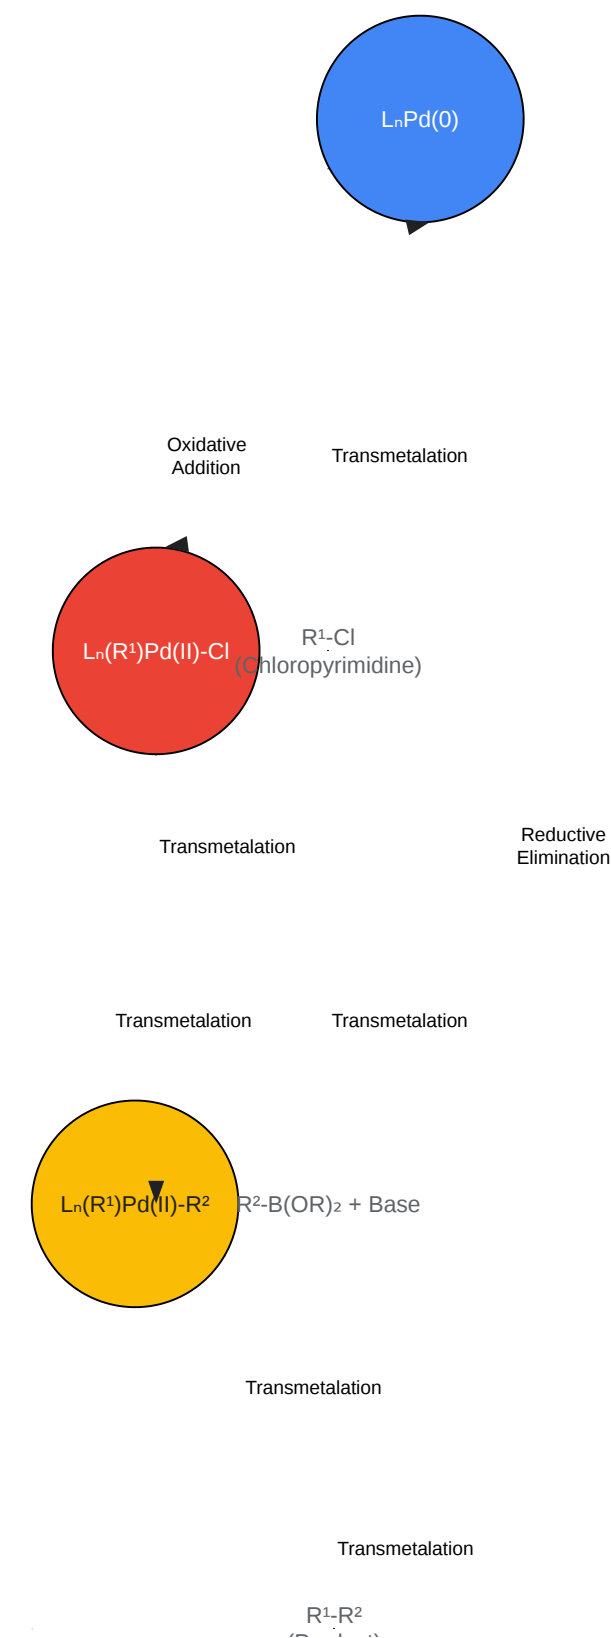 LₙPd(0)
Oxidative
Addition
Transmetalation
Lₙ(R¹)Pd(II)-Cl
R¹-Cl
(Chloropyrimidine)
Transmetalation
Reductive
Elimination
Transmetalation
Transmetalation
Lₙ(R¹)Pd(II)-R²
R²-B(OR)₂ + Base
Transmetalation
Transmetalation
R¹-R²
(Product)